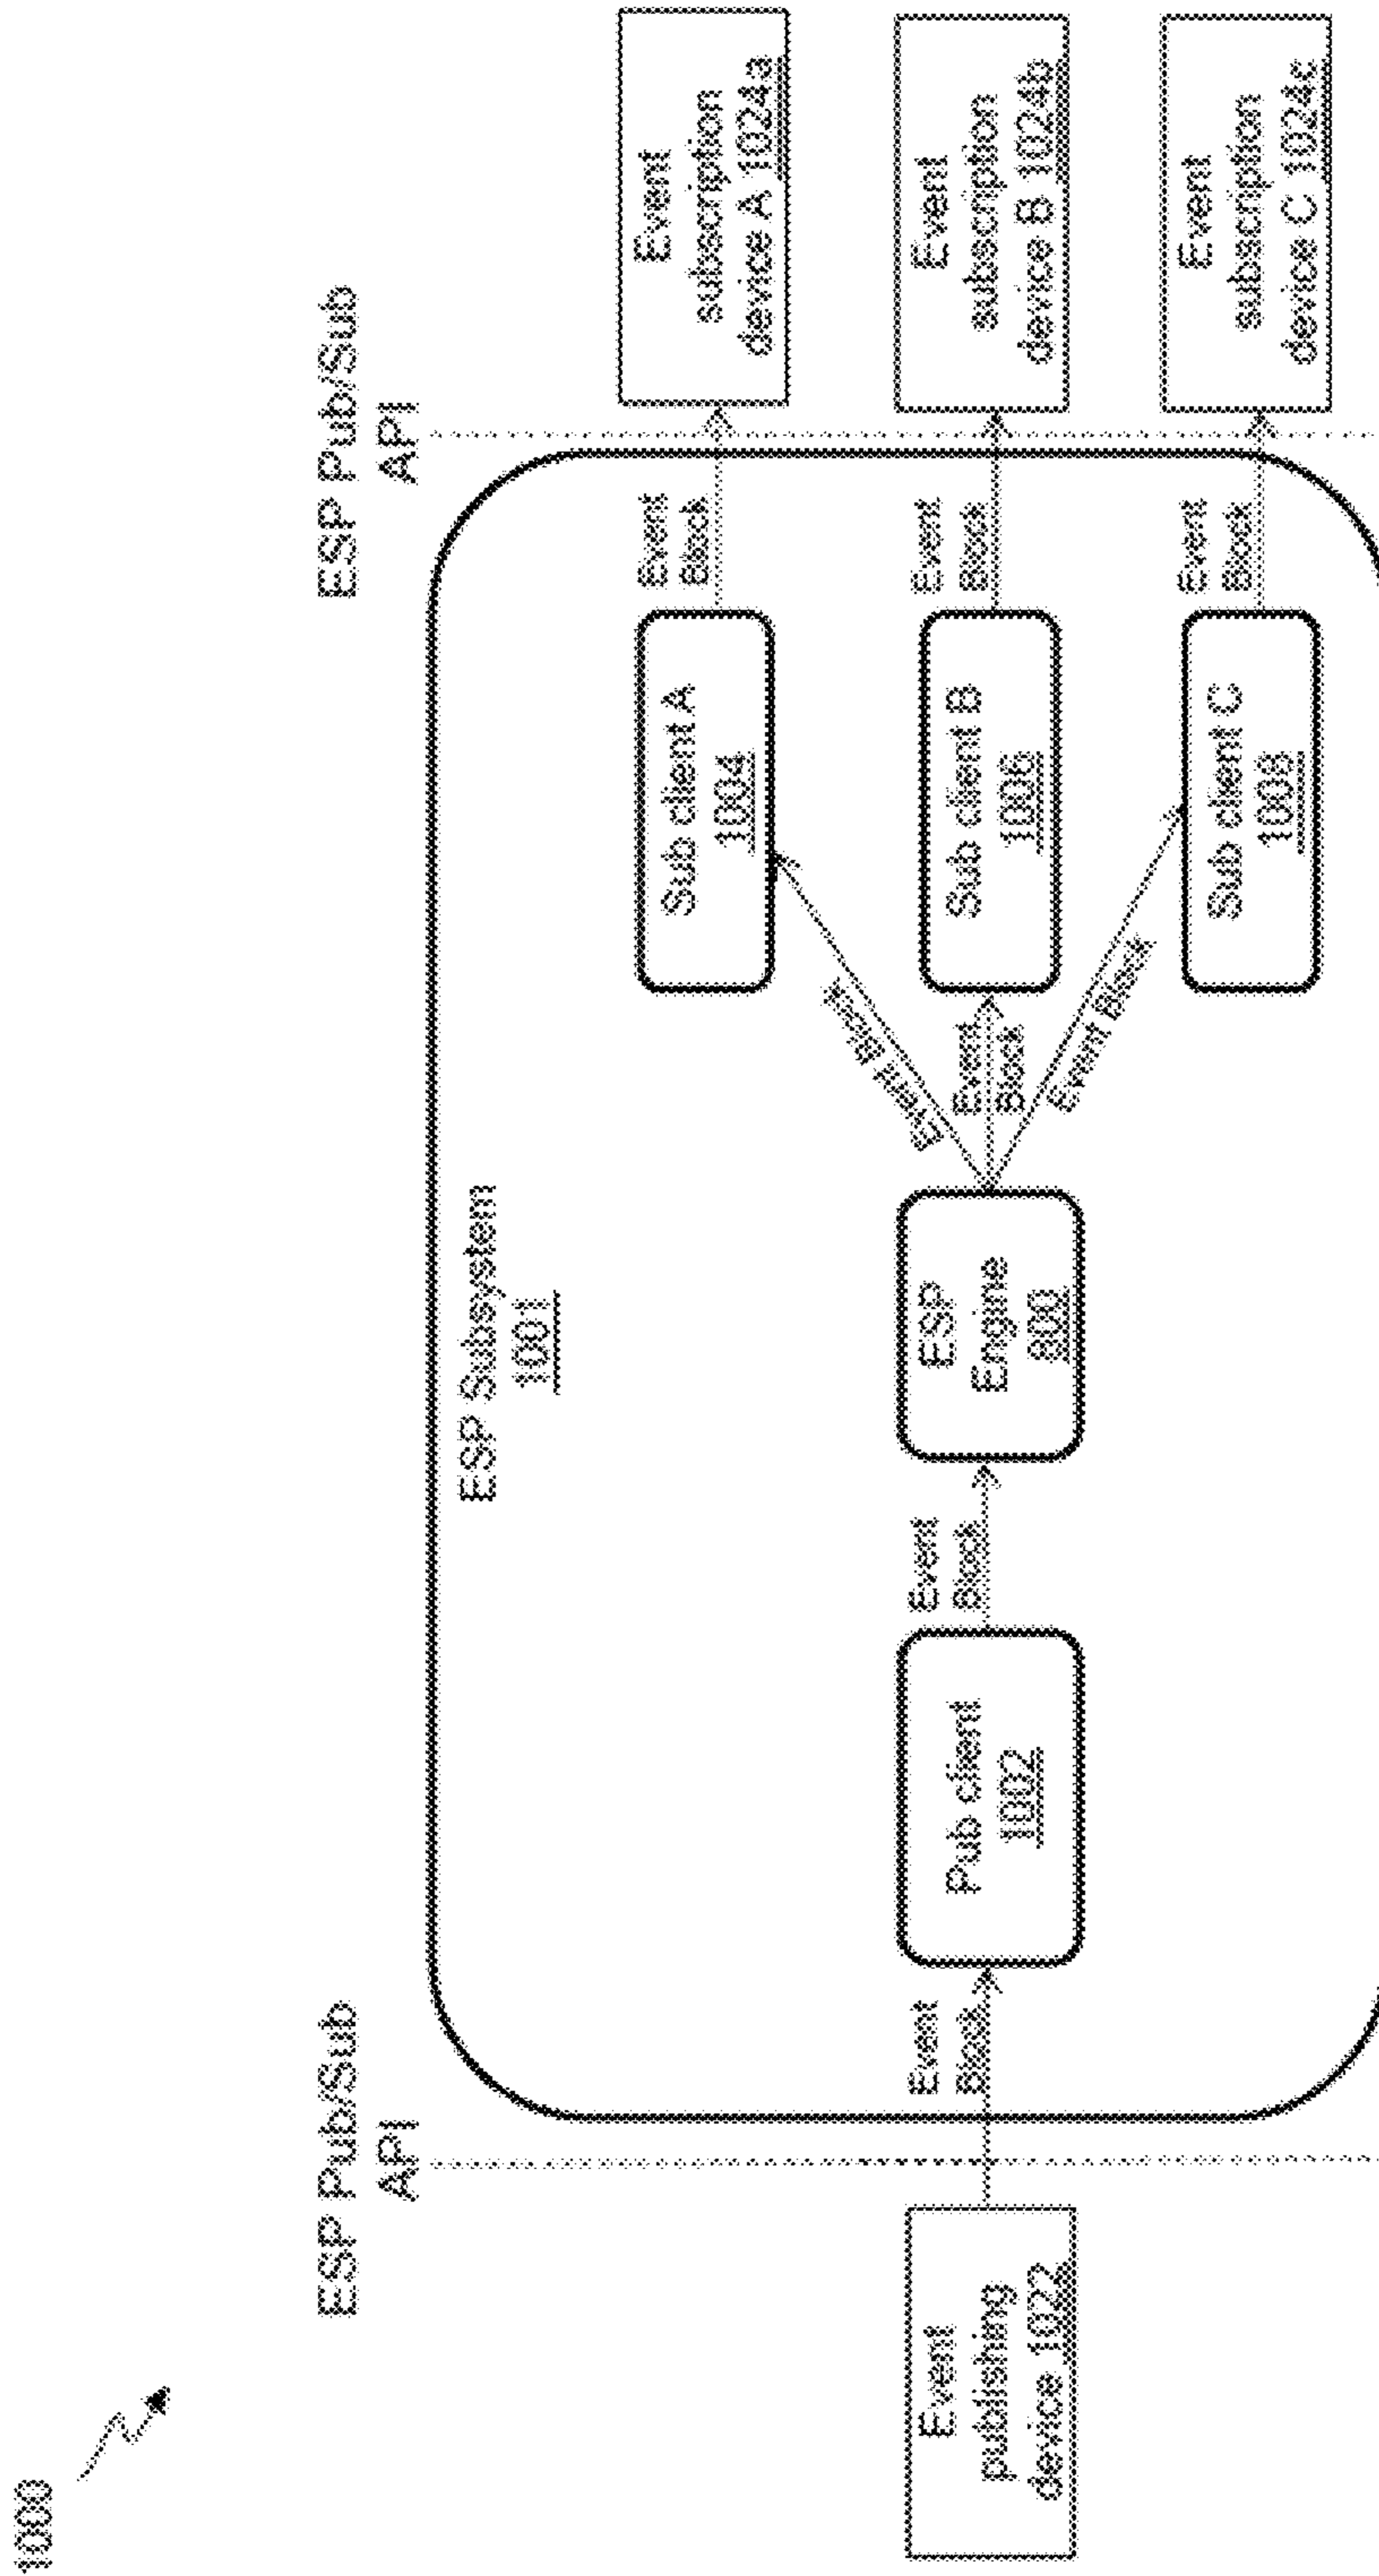 1000
ESP Pub/Sub
API
ESP Pub/Sub
API
ESP Subsystem
1001
Event
publishing
device 1022
Event
Block
Pub client
1002
Event
Block
ESP
Engine
800
Event Block
Event
Block
Event Block
Sub client A
1004
Sub client B
1006
Sub client C
1008
Event
Block
Event
Block
Event
Block
Event
subscription
device A 1024a
Event
subscription
device B 1024b
Event
subscription
device C 1024c